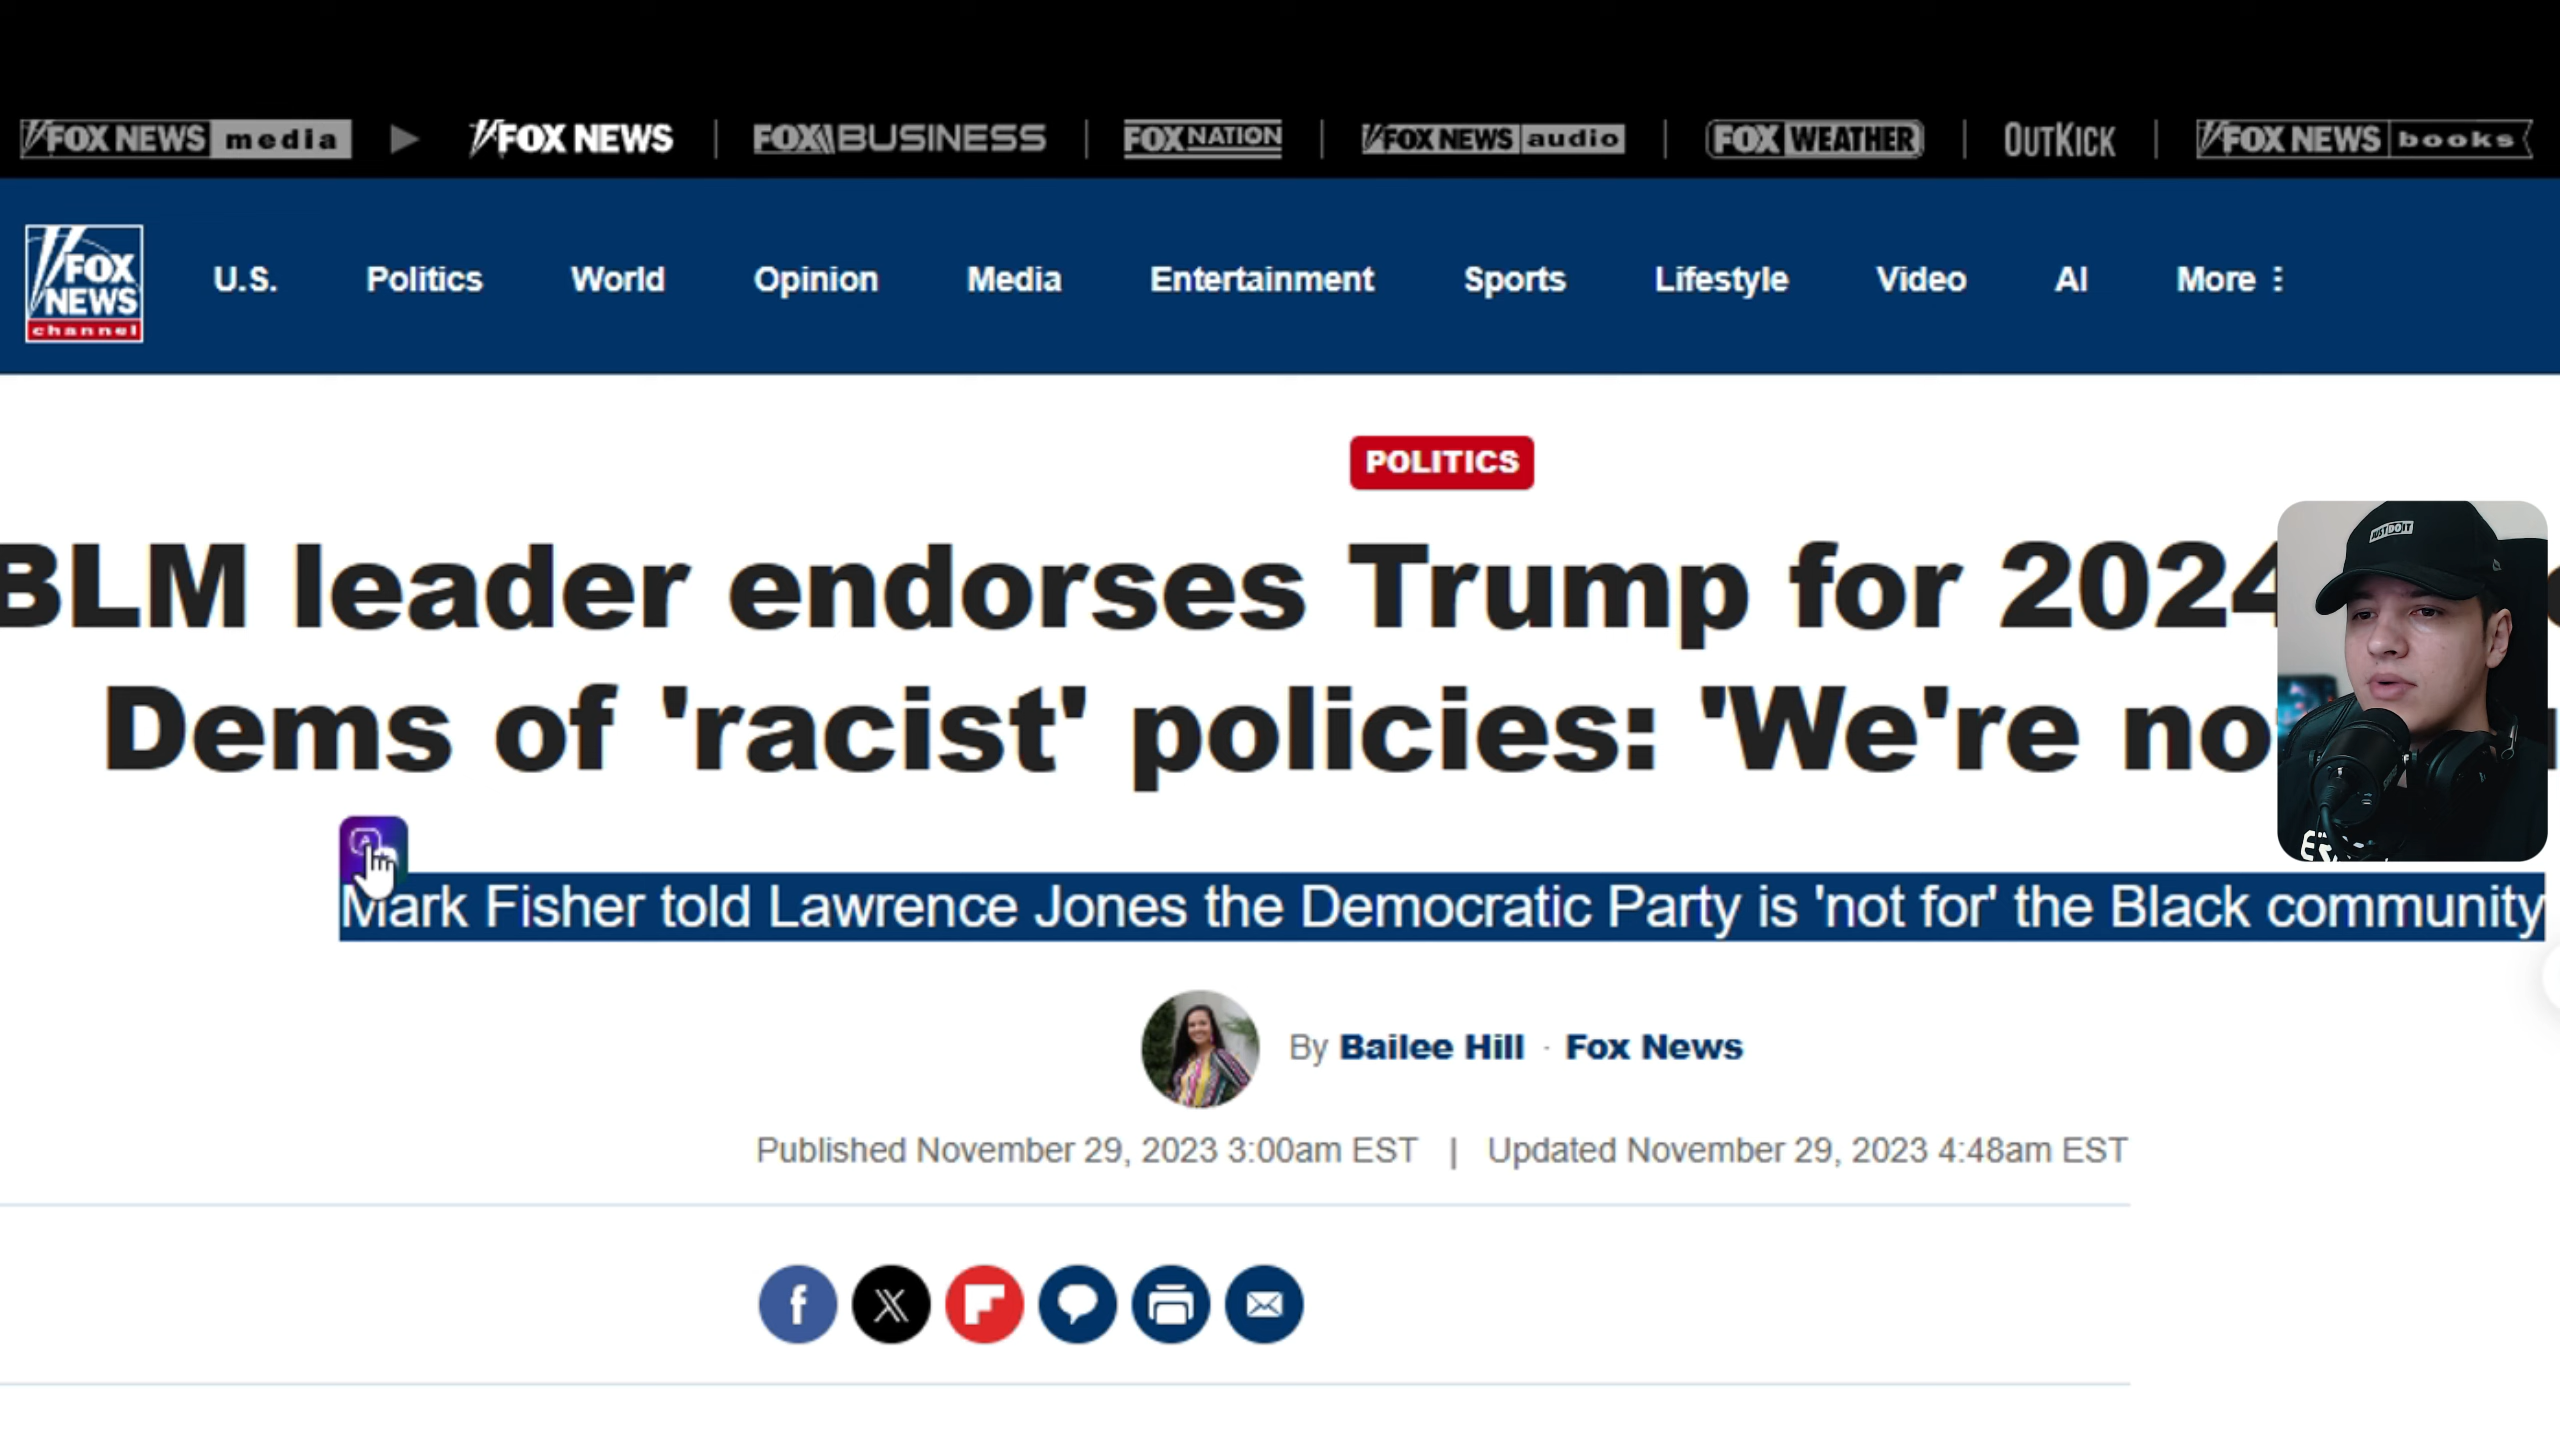 FOX NEWS media
FOX NEWS
FOX BUSINESS
FOX NATION
FOX NEWS audio
FOX WEATHER
OUTKICK
FOX NEWS books
FOX NEWS channel
U.S. Politics World Opinion Media Entertainment Sports Lifestyle Video AI More
POLITICS
BLM leader endorses Trump for 2024
Dems of 'racist' policies: 'We're no
JUST DO IT
Mark Fisher told Lawrence Jones the Democratic Party is 'not for' the Black community
By Bailee Hill · Fox News
Published November 29, 2023 3:00am EST | Updated November 29, 2023 4:48am EST